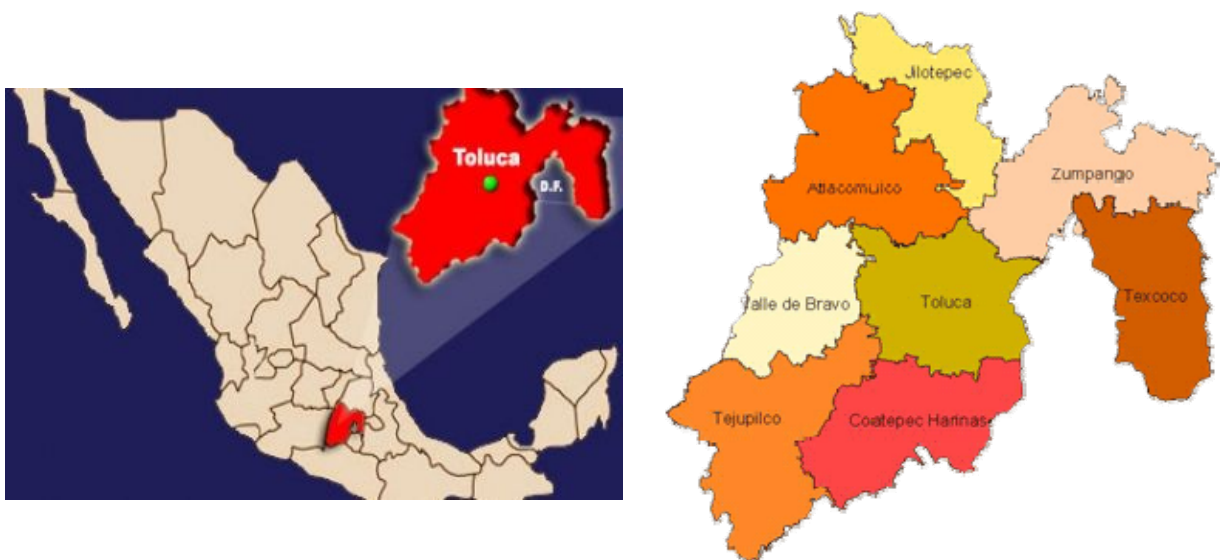 Toluca
D.F.
Jilotepec
Atlacomulco
Zumpango
Valle de Bravo
Toluca
Texcoco
Tejupilco
Coatepec Harinas